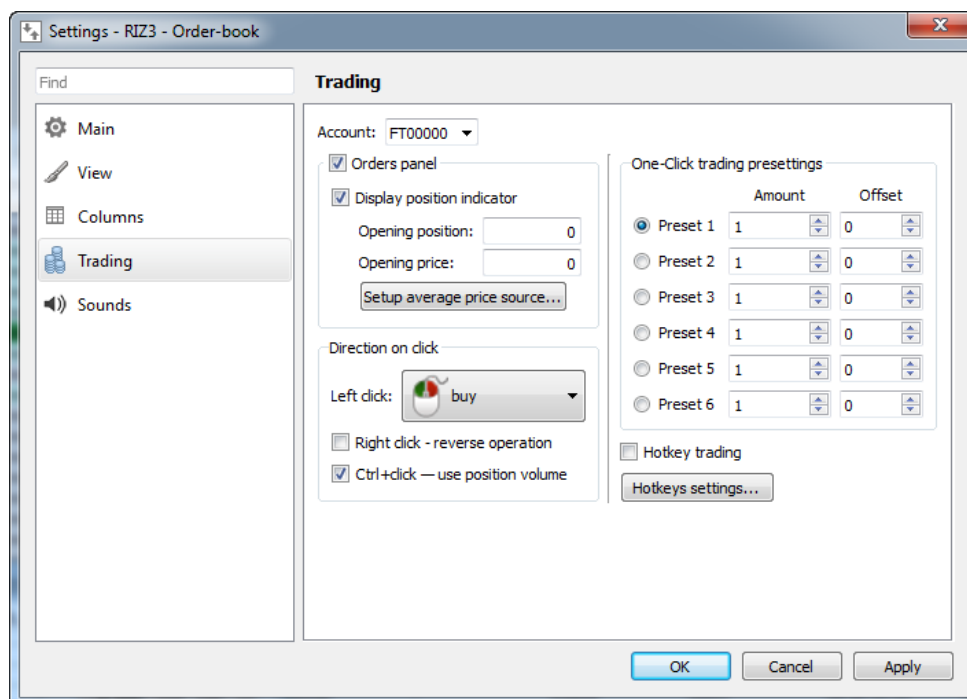 Settings - RIZ3 - Order-book
Find
Main
View
Columns
Trading
Sounds
Trading
Account: FT00000
Orders panel
Display position indicator
Opening position: 0
Opening price: 0
Setup average price source...
Direction on click
Left click: buy
Right click - reverse operation
Ctrl+click — use position volume
One-Click trading presettings
Amount Offset
Preset 1 1 0
Preset 2 1 0
Preset 3 1 0
Preset 4 1 0
Preset 5 1 0
Preset 6 1 0
Hotkey trading
Hotkeys settings...
OK Cancel Apply